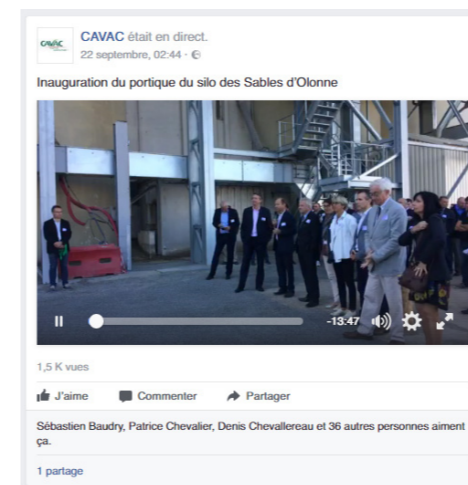 CAVAC
CAVAC était en direct.
22 septembre, 02:44 ·
Inauguration du portique du silo des Sables d'Olonne
-13:47
1,5 K vues
J'aime Commenter Partager
Sébastien Baudry, Patrice Chevalier, Denis Chevallereau et 36 autres personnes aiment
ça.
1 partage